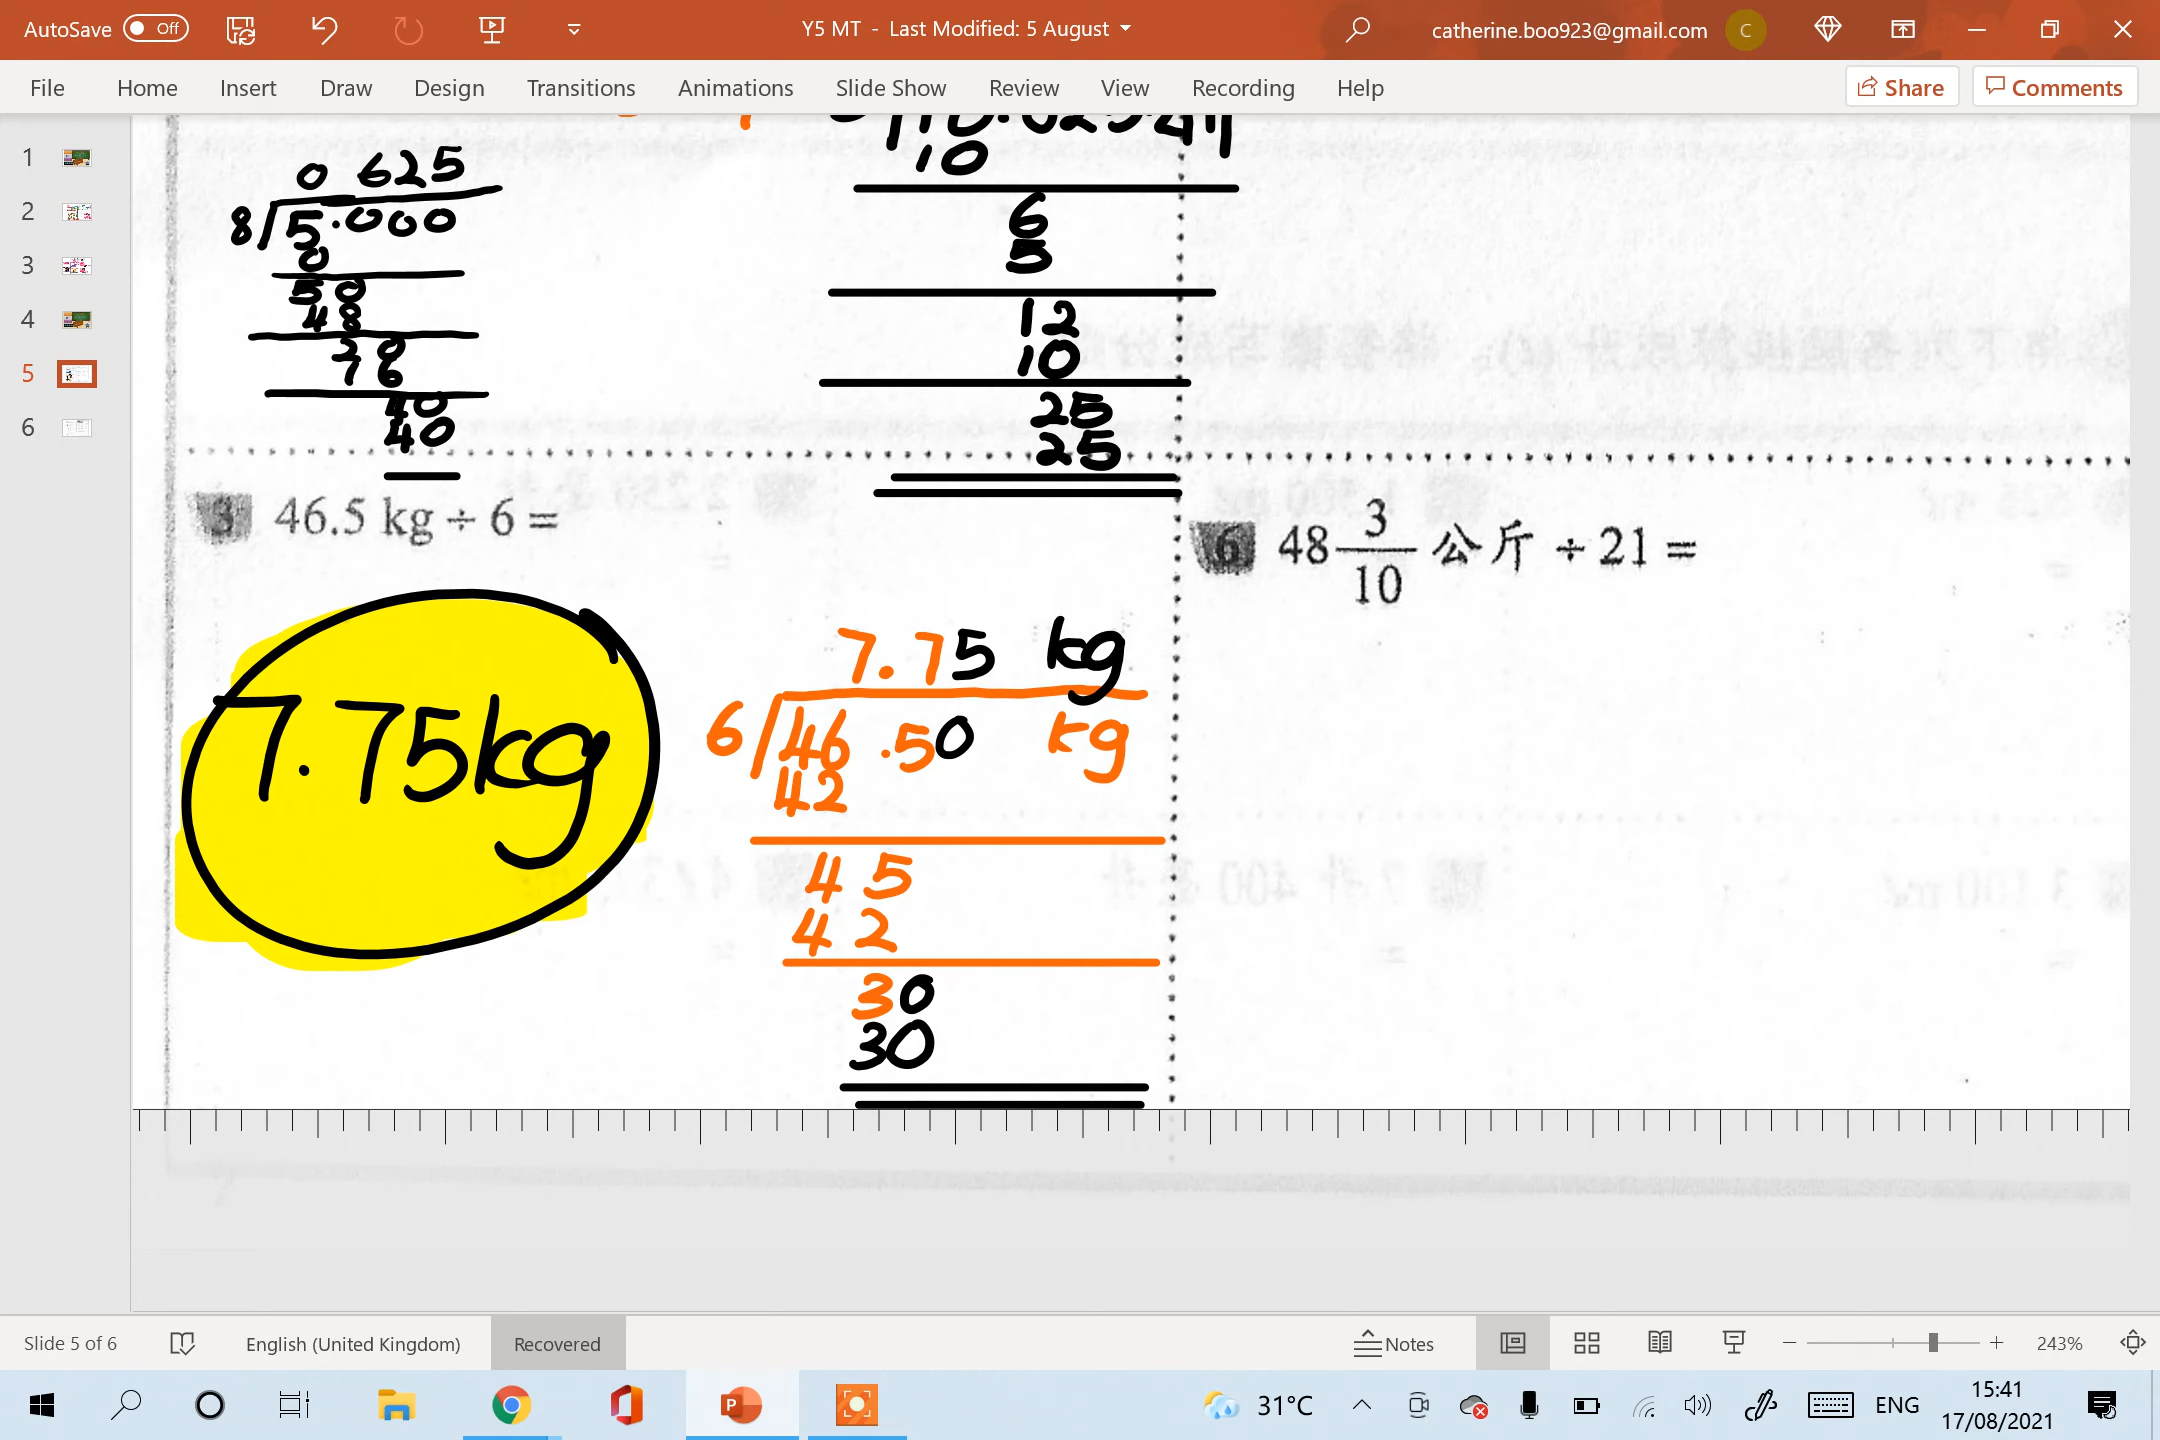 AutoSave Off
Y5 MT - Last Modified: 5 August
catherine.boo923@gmail.com
C
File Home Insert Draw Design Transitions Animations Slide Show Review View Recording Help
Share Comments
1
2
3
4
5
6
0 625
8 5.000
0
50
48
20
16
40
40
10
6
5
12
10
25
25
3 46.5 kg ÷ 6 =
7.75kg
7.75 kg
6 46.50 kg
42
45
42
30
30
6 48 3/10 公斤 ÷ 21 =
Slide 5 of 6
English (United Kingdom)
Recovered
Notes
243%
31°C
ENG
15:41
17/08/2021